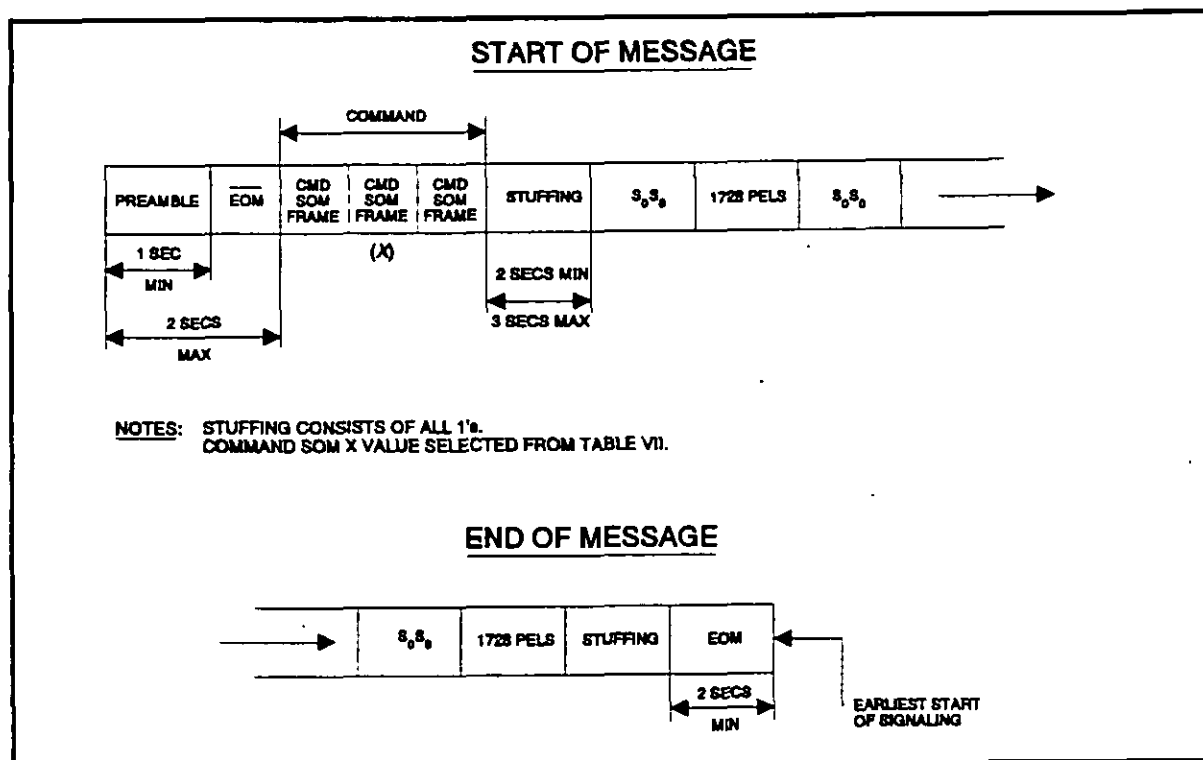 START OF MESSAGE
COMMAND
PREAMBLE
EOM
CMD SOM FRAME
CMD SOM FRAME
CMD SOM FRAME
STUFFING
S₀S₀
1728 PELS
S₀S₀
(X)
1 SEC
MIN
2 SECS
MAX
2 SECS MIN
3 SECS MAX
NOTES: STUFFING CONSISTS OF ALL 1's.
COMMAND SOM X VALUE SELECTED FROM TABLE VII.
END OF MESSAGE
S₀S₀
1728 PELS
STUFFING
EOM
2 SECS
MIN
EARLIEST START
OF SIGNALING